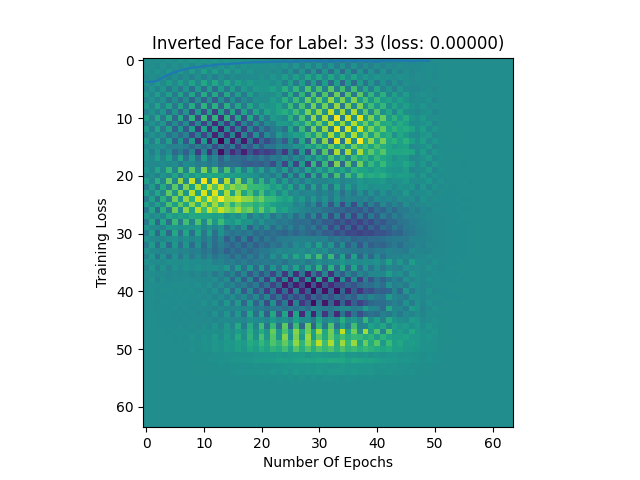 Inverted Face for Label: 33 (loss: 0.00000)
0
10
20
30
40
50
60
Training Loss
0 10 20 30 40 50 60
Number Of Epochs